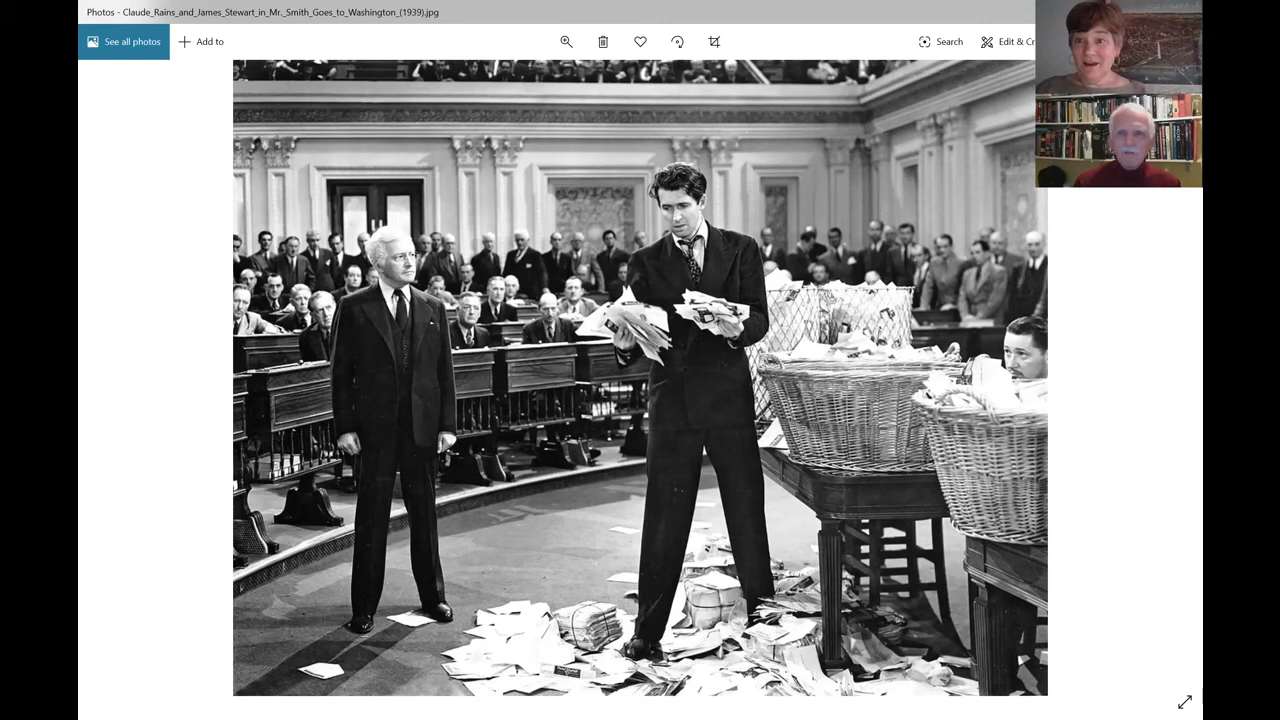 Photos - Claude_Rains_and_James_Stewart_in_Mr._Smith_Goes_to_Washington_(1939).jpg
See all photos
Add to
Search
Edit & Cr